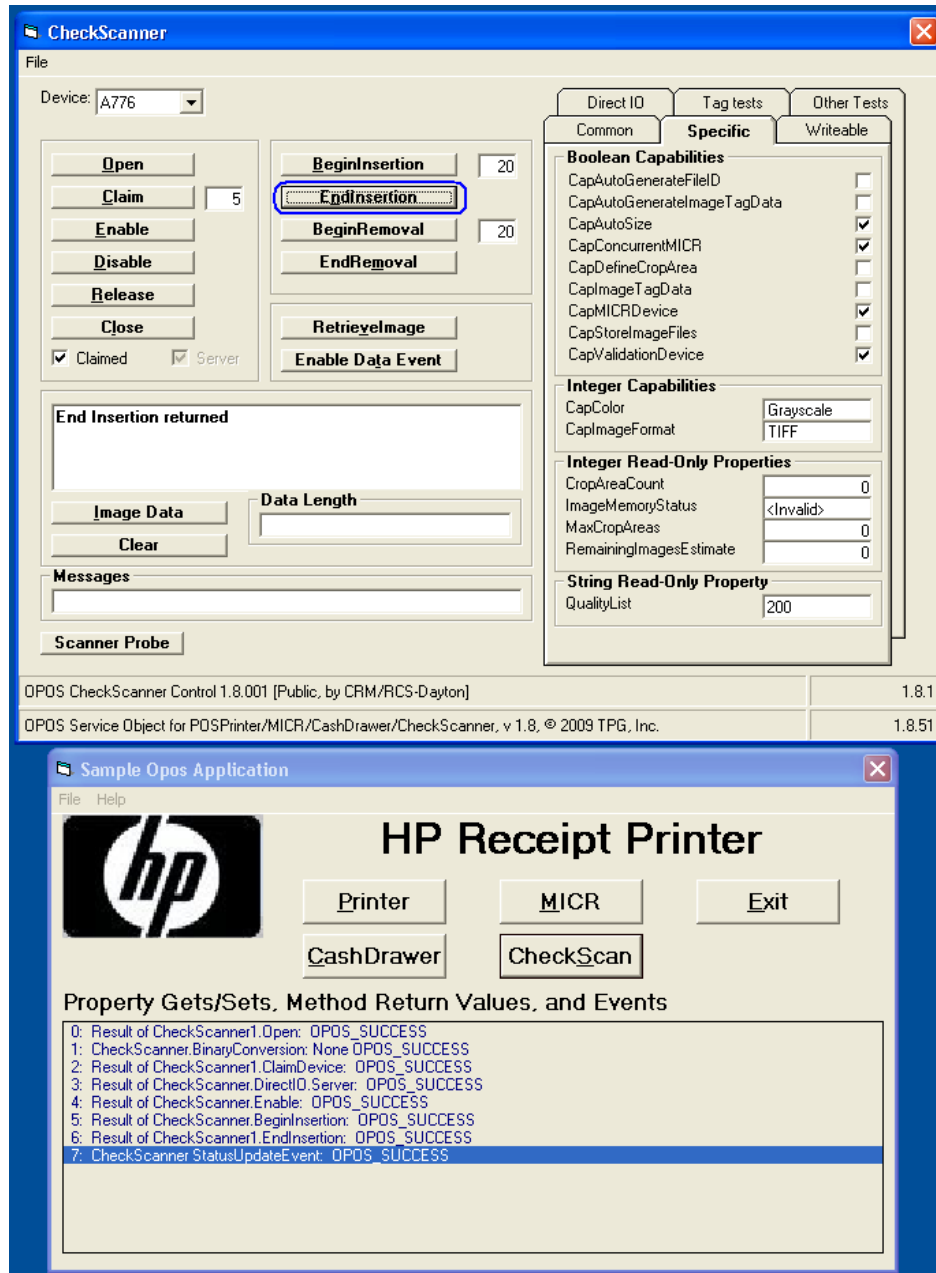 CheckScanner
File
Device: A776
Open
Claim 5
Enable
Disable
Release
Close
Claimed Server
BeginInsertion 20
EndInsertion
BeginRemoval 20
EndRemoval
RetrieveImage
Enable Data Event
End Insertion returned
Image Data
Clear
Data Length
Messages
Scanner Probe
Direct IO Tag tests Other Tests
Common Specific Writeable
Boolean Capabilities
CapAutoGenerateFileID
CapAutoGenerateImageTagData
CapAutoSize
CapConcurrentMICR
CapDefineCropArea
CapImageTagData
CapMICRDevice
CapStoreImageFiles
CapValidationDevice
Integer Capabilities
CapColor Grayscale
CapImageFormat TIFF
Integer Read-Only Properties
CropAreaCount 0
ImageMemoryStatus <Invalid>
MaxCropAreas 0
RemainingImagesEstimate 0
String Read-Only Property
QualityList 200
OPOS CheckScanner Control 1.8.001 [Public, by CRM/RCS-Dayton] 1.8.1
OPOS Service Object for POSPrinter/MICR/CashDrawer/CheckScanner, v 1.8, © 2009 TPG, Inc. 1.8.51
Sample Opos Application
File Help
hp
HP Receipt Printer
Printer MICR Exit
CashDrawer CheckScan
Property Gets/Sets, Method Return Values, and Events
0: Result of CheckScanner1.Open: OPOS_SUCCESS
1: CheckScanner.BinaryConversion: None OPOS_SUCCESS
2: Result of CheckScanner1.ClaimDevice: OPOS_SUCCESS
3: Result of CheckScanner.DirectIO.Server: OPOS_SUCCESS
4: Result of CheckScanner.Enable: OPOS_SUCCESS
5: Result of CheckScanner.BeginInsertion: OPOS_SUCCESS
6: Result of CheckScanner1.EndInsertion: OPOS_SUCCESS
7: CheckScanner StatusUpdateEvent: OPOS_SUCCESS